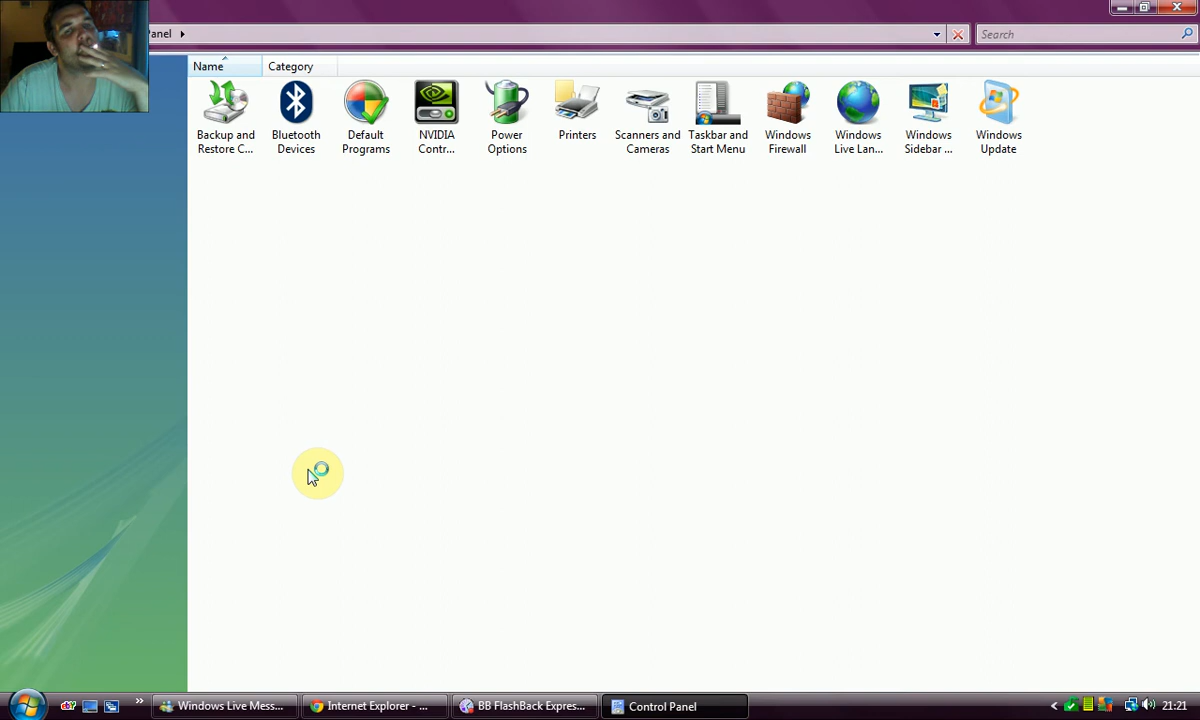 anel
Search
Name
Category
Backup and
Restore C...
Bluetooth
Devices
Default
Programs
NVIDIA
Contr...
Power
Options
Printers
Scanners and
Cameras
Taskbar and
Start Menu
Windows
Firewall
Windows
Live Lan...
Windows
Sidebar ...
Windows
Update
Windows Live Mess...
Internet Explorer - ...
BB FlashBack Expres...
Control Panel
21:21